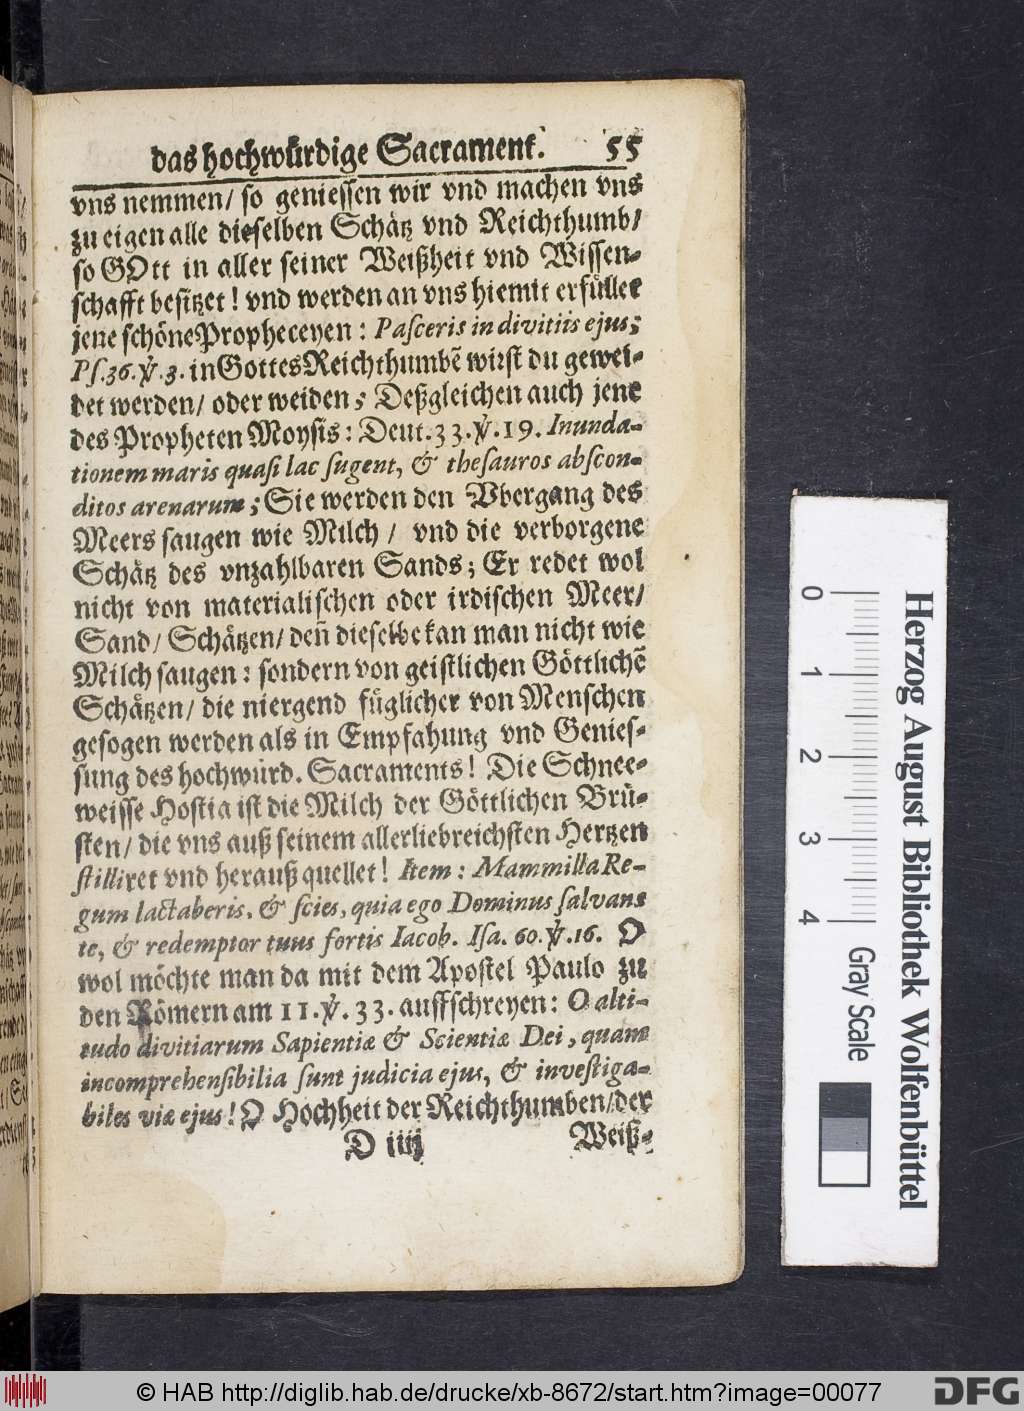 das hochwürdige Sacrament. 55
vns nemmen/ so geniessen wir vnd machen vns
zu eigen alle dieselben Schätz vnd Reichthumb/
so GOtt in aller seiner Weißheit vnd Wissen-
schafft besitzet! vnd werden an vns hiemit erfüllet
jene schöne Propheceyen: Pasceris in divitiis ejus;
Ps. 36. ℣. 3. in Gottes Reichthumbē wirst du gewei-
det werden/ oder weiden; Deßgleichen auch jene
des Propheten Moysis: Deut. 33. ℣. 19. Inunda-
tionem maris quasi lac sugent, & thesauros abscon-
ditos arenarum; Sie werden den Vbergang des
Meers saugen wie Milch / vnd die verborgene
Schätz des vnzahlbaren Sands; Er redet wol
nicht von materialischen oder irdischen Meer/
Sand/ Schätzen/ deñ dieselbe kan man nicht wie
Milch saugen: sondern von geistlichen Göttlichē
Schätzen/ die niergend füglicher von Menschen
gesogen werden als in Empfahung vnd Genies-
sung des hochwürd. Sacraments! Die Schnee-
weisse Hostia ist die Milch der Göttlichen Brü-
sten/ die vns auß seinem allerliebreichsten Hertzen
stilliret vnd herauß quellet! Item: Mammilla Re-
gum lactaberis, & scies, quia ego Dominus salvans
te, & redemptor tuus fortis Iacob. Isa. 60. ℣. 16. O
wol möchte man da mit dem Apostel Paulo zu
den Römern am 11. ℣. 33. auffschreyen: O alti-
tudo divitiarum Sapientiæ & Scientiæ Dei, quam
incomprehensibilia sunt judicia ejus, & investiga-
biles viæ ejus! O Hochheit der Reichthumben/ der
D iiij Weiß-
Herzog August Bibliothek Wolfenbüttel
0 1 2 3 4
Gray Scale
© HAB http://diglib.hab.de/drucke/xb-8672/start.htm?image=00077
DFG